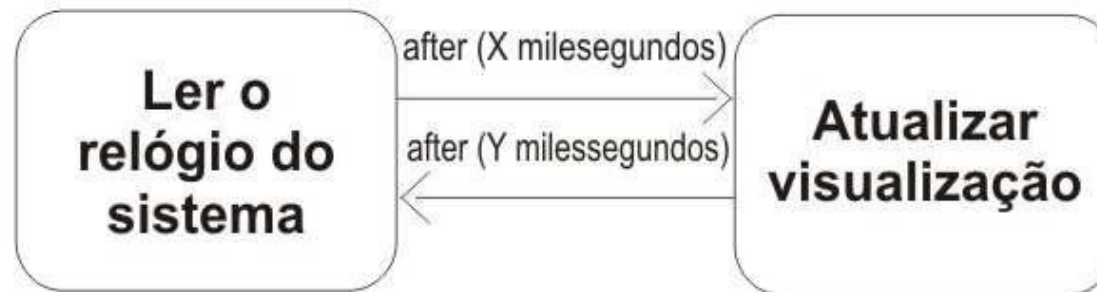 Ler o
relógio do
sistema
after (X milesegundos)
after (Y milessegundos)
Atualizar
visualização